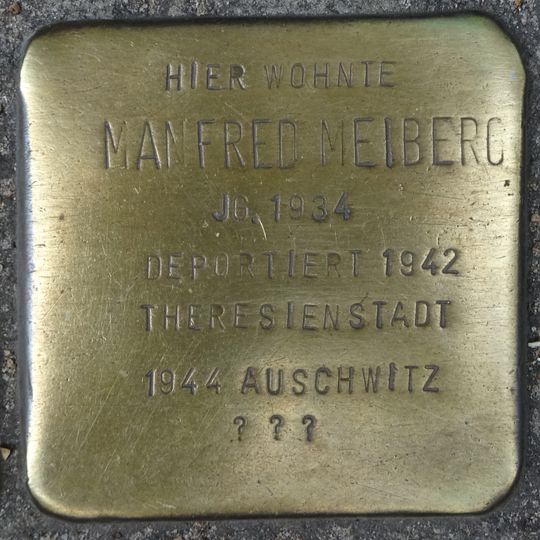 HIER WOHNTE
MANFRED MEIBERG
JG. 1934
DEPORTIERT 1942
THERESIENSTADT
1944 AUSCHWITZ
? ? ?